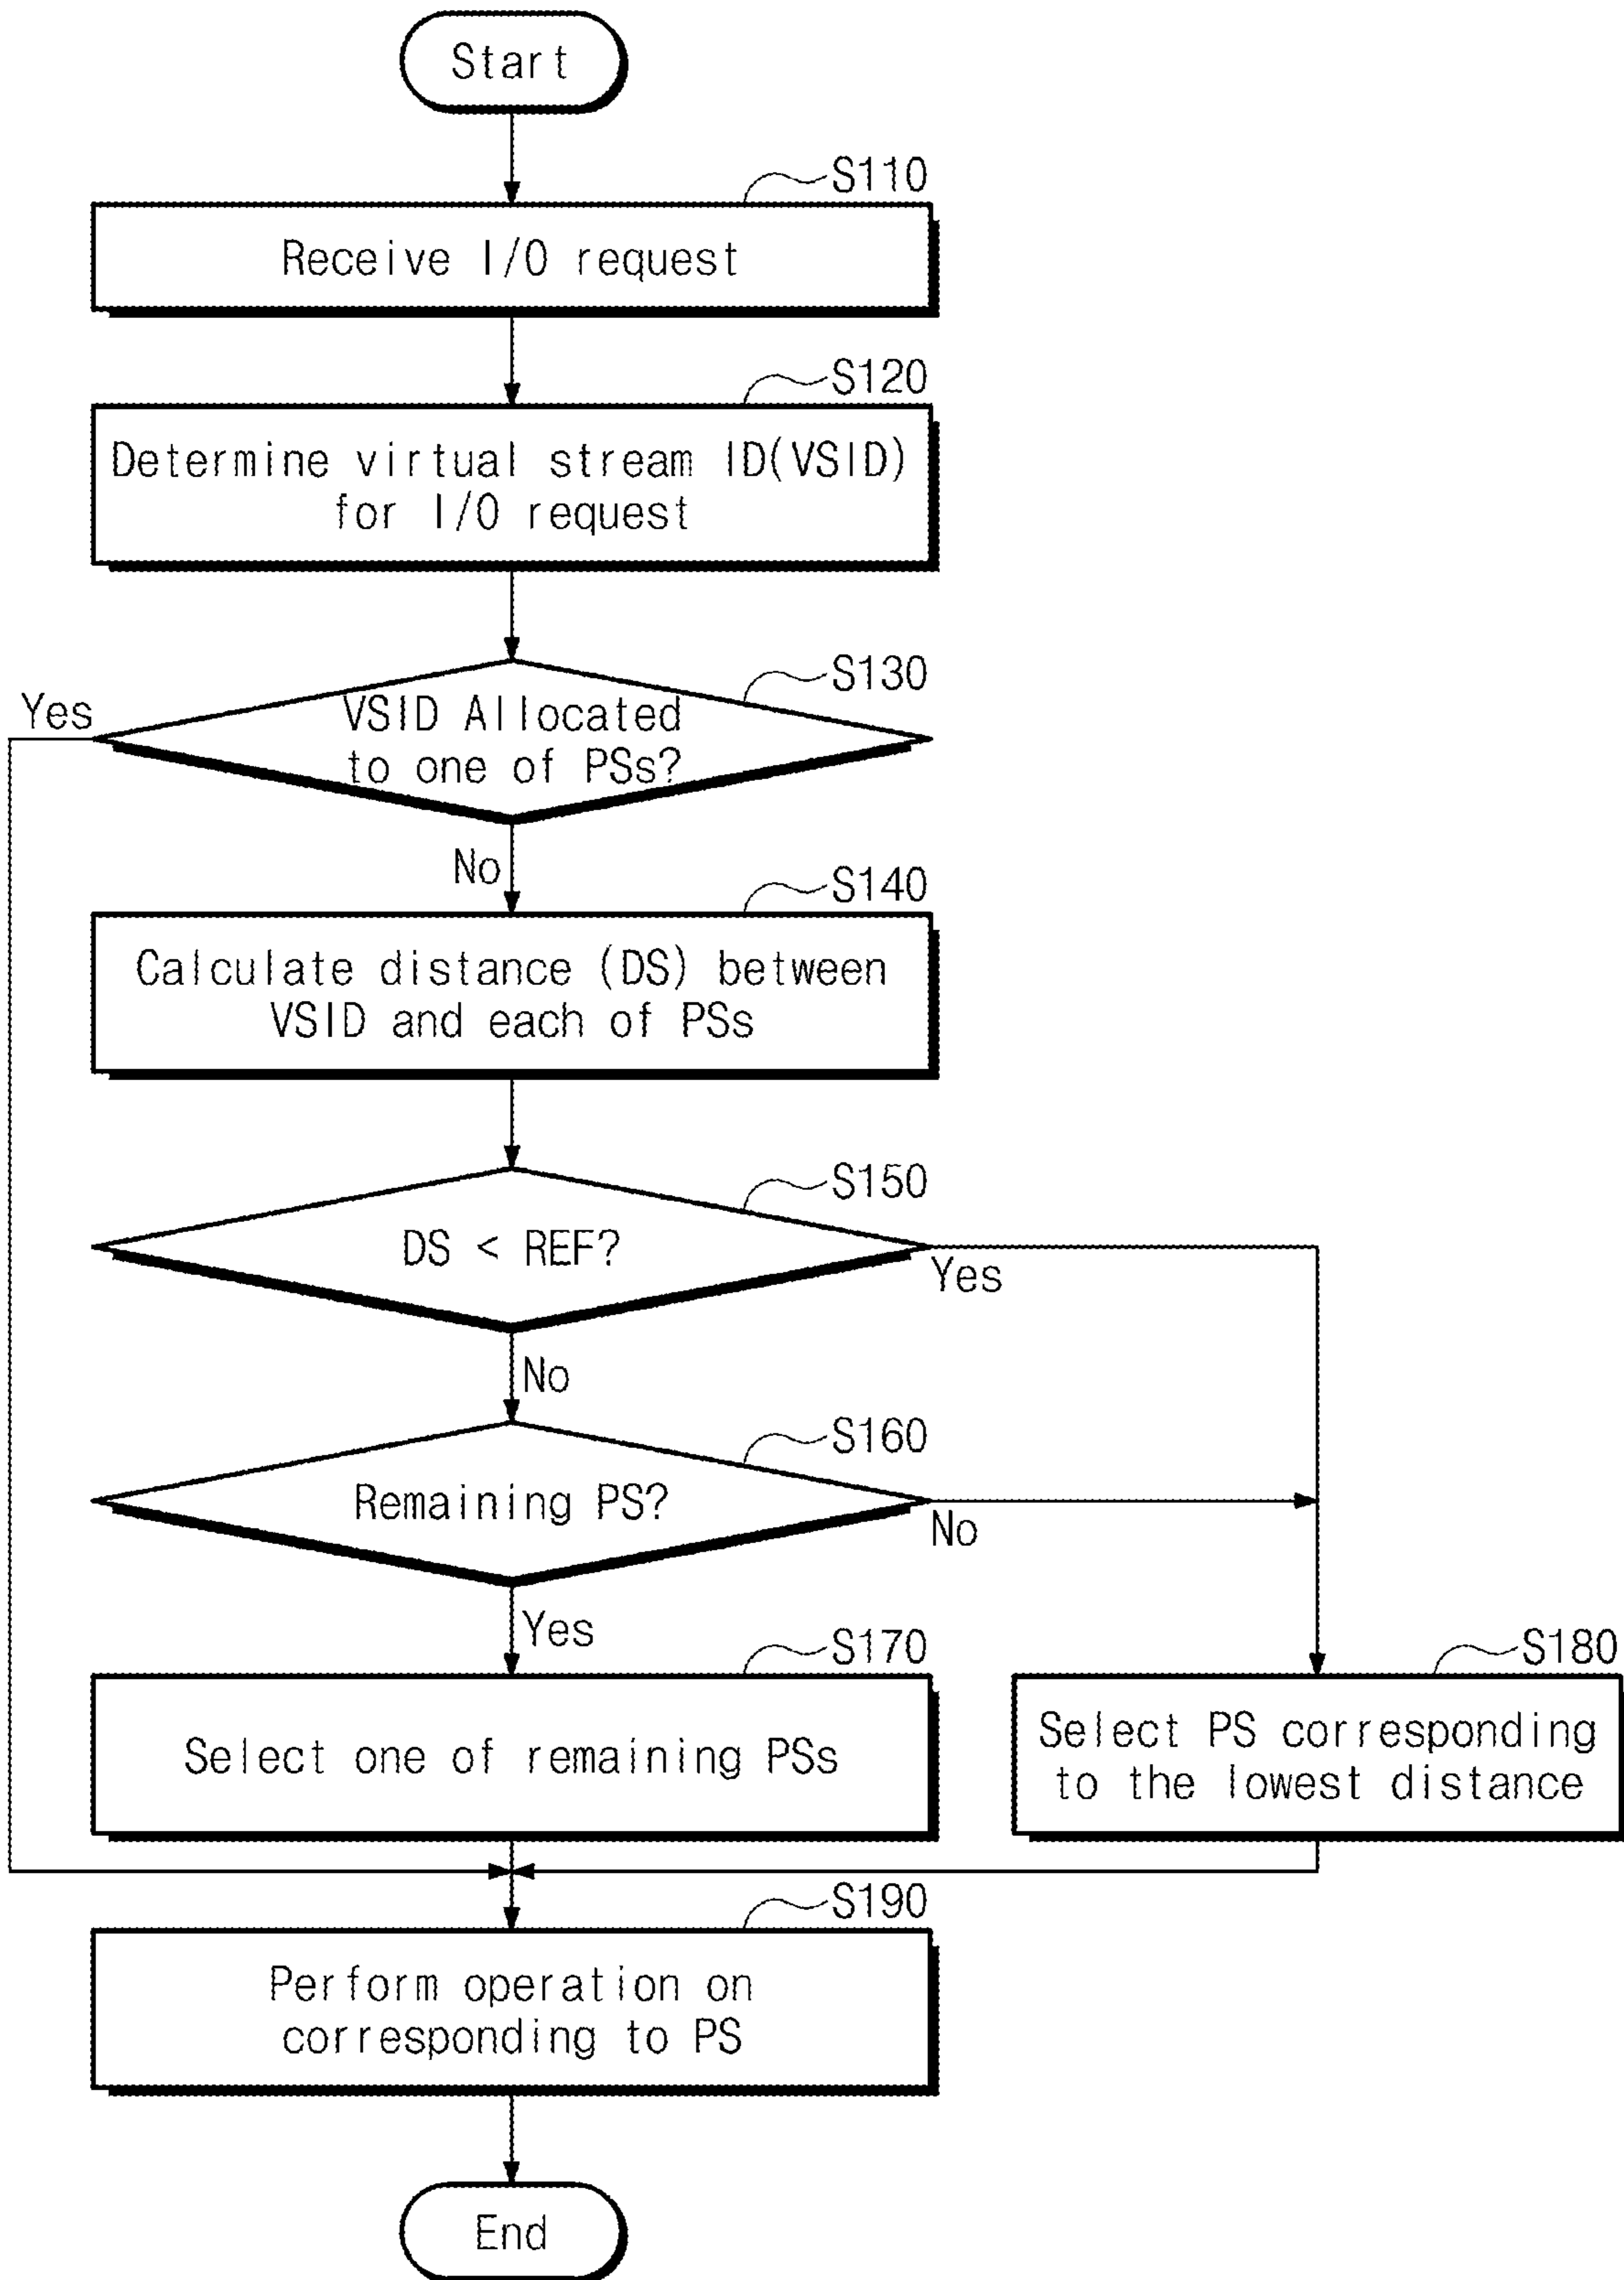 Start
S110
Receive I/O request
S120
Determine virtual stream ID(VSID)
for I/O request
S130
Yes
VSID Allocated
to one of PSs?
No
S140
Calculate distance (DS) between
VSID and each of PSs
S150
DS < REF?
Yes
No
S160
Remaining PS?
No
Yes
S170
Select one of remaining PSs
S180
Select PS corresponding
to the lowest distance
S190
Perform operation on
corresponding to PS
End